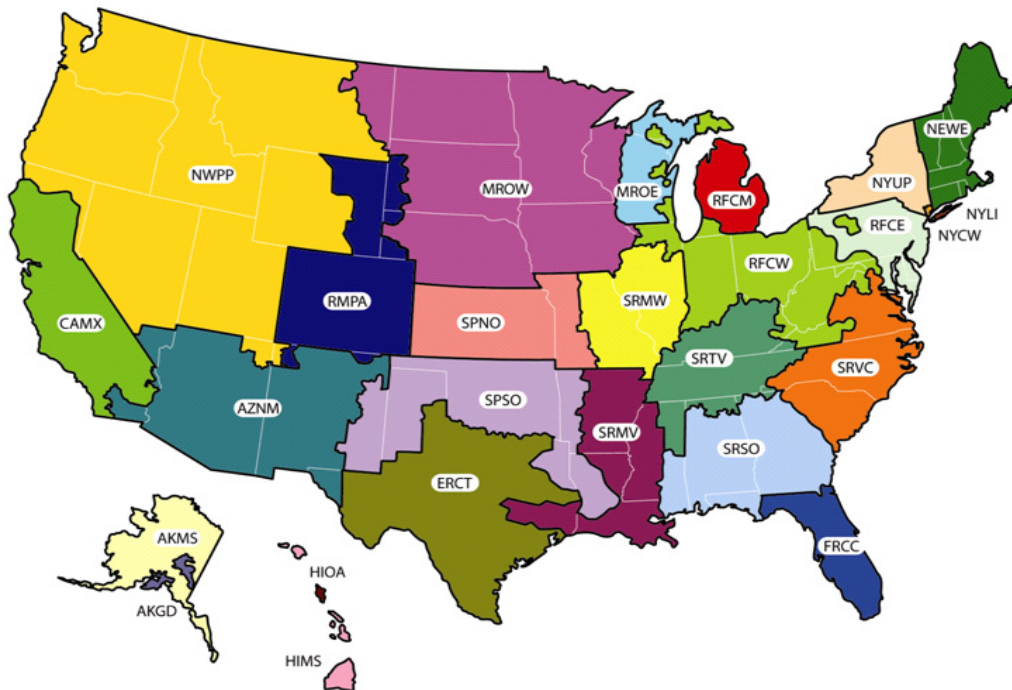 NEWE
NWPP
MROW
MROE
RFCM
NYUP
NYLI
NYCW
RFCE
RFCW
RMPA
SRMW
CAMX
SPNO
SRTV
SRVC
SPSO
AZNM
SRMV
SRSO
ERCT
FRCC
AKMS
HIOA
AKGD
HIMS